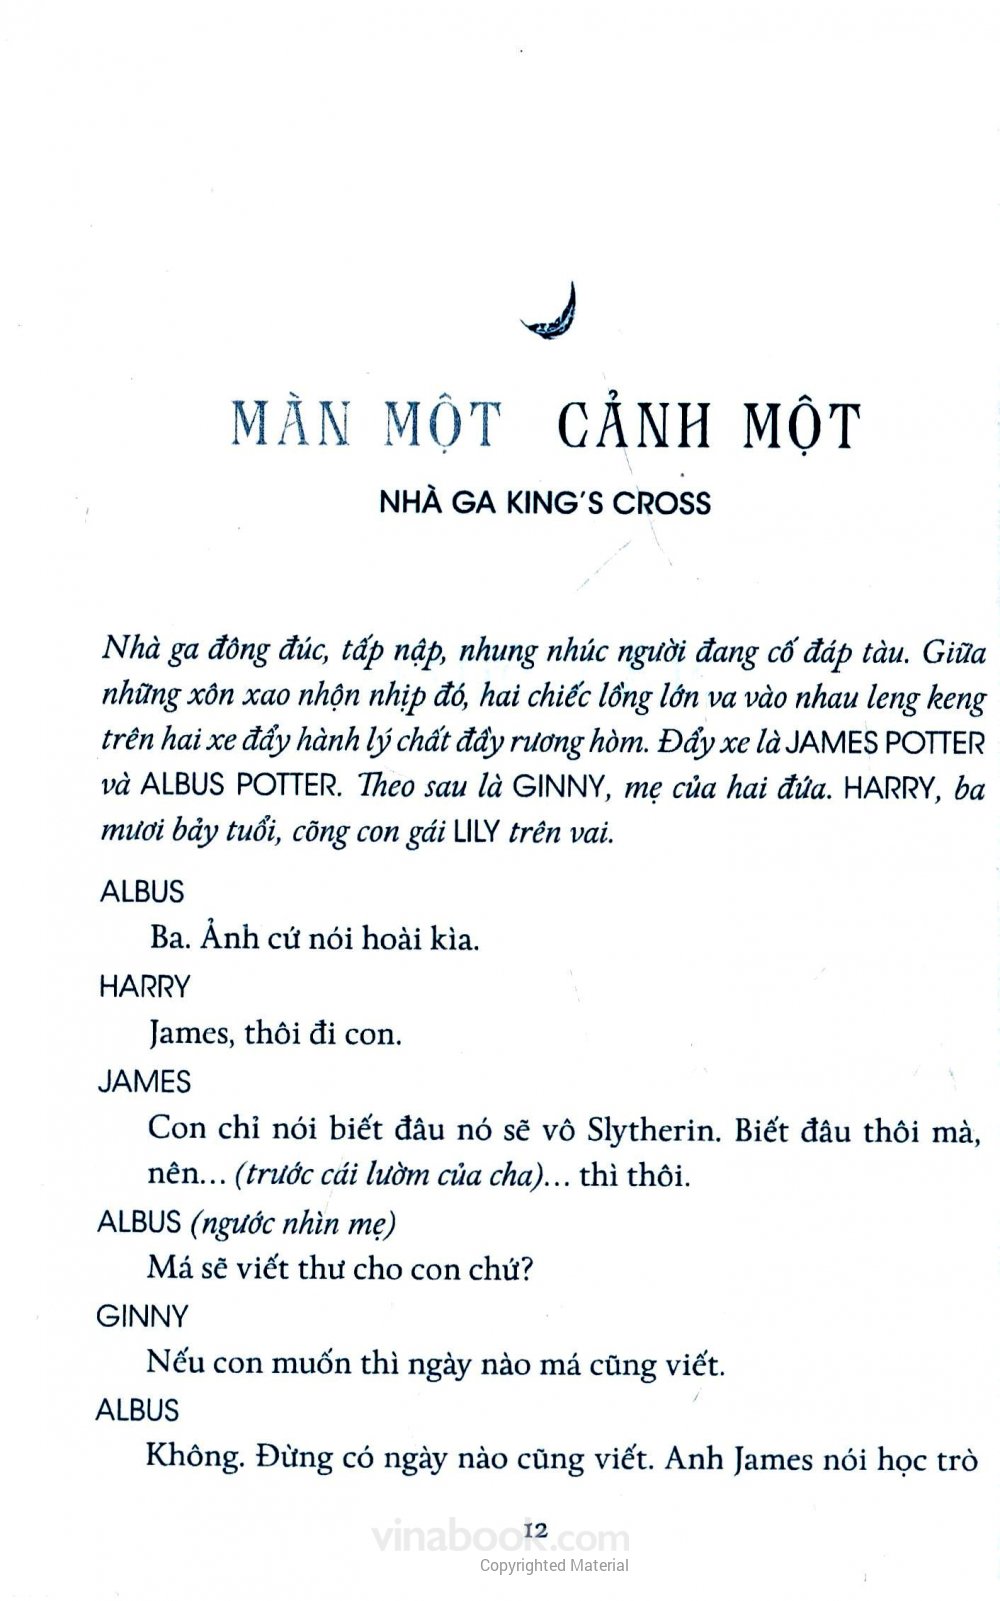 MÀN MỘT CẢNH MỘT
NHÀ GA KING'S CROSS
Nhà ga đông đúc, tấp nập, nhung nhúc người đang cố đáp tàu. Giữa
những xôn xao nhộn nhịp đó, hai chiếc lồng lớn va vào nhau leng keng
trên hai xe đẩy hành lý chất đầy rương hòm. Đẩy xe là JAMES POTTER
và ALBUS POTTER. Theo sau là GINNY, mẹ của hai đứa. HARRY, ba
mươi bảy tuổi, cõng con gái LILY trên vai.
ALBUS
Ba. Ảnh cứ nói hoài kìa.
HARRY
James, thôi đi con.
JAMES
Con chỉ nói biết đâu nó sẽ vô Slytherin. Biết đâu thôi mà,
nên... (trước cái lườm của cha)... thì thôi.
ALBUS (ngước nhìn mẹ)
Má sẽ viết thư cho con chứ?
GINNY
Nếu con muốn thì ngày nào má cũng viết.
ALBUS
Không. Đừng có ngày nào cũng viết. Anh James nói học trò
vinabook.com
12
Copyrighted Material